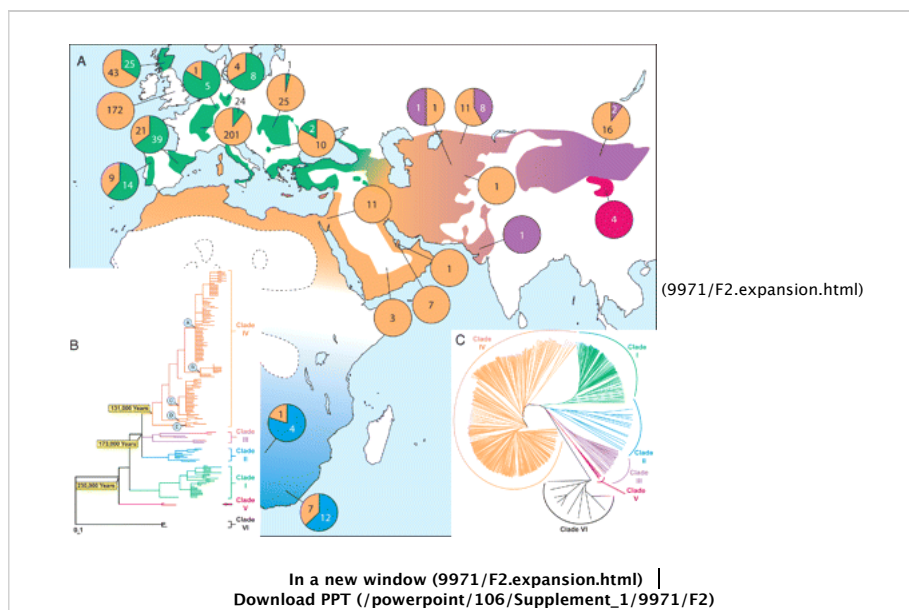 A
43 25
1 5
4 8
1
25
172
24
201
2 10
21 39
9 14
1 1
11 8
2 16
1
4
1
11
1
7
3
(9971/F2.expansion.html)
B
Clade
IV
131,000 Years
Clade
III
173,000 Years
Clade
II
Clade
I
230,000 Years
Clade
V
Clade
VI
0_1
1 4
7 12
C
Clade
IV
Clade
I
Clade
II
Clade
III
Clade
V
Clade VI
In a new window (9971/F2.expansion.html)
Download PPT (/powerpoint/106/Supplement_1/9971/F2)